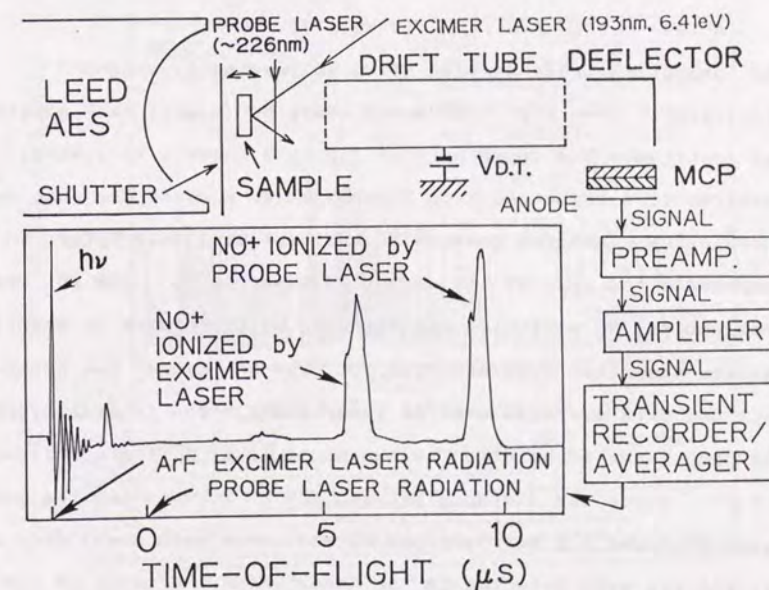 PROBE LASER
(~226nm)
EXCIMER LASER (193nm, 6.41eV)
DRIFT TUBE
DEFLECTOR
LEED
AES
SHUTTER
SAMPLE
VD.T.
MCP
ANODE
SIGNAL
PREAMP.
SIGNAL
AMPLIFIER
SIGNAL
TRANSIENT
RECORDER/
AVERAGER
hν
NO+ IONIZED by
PROBE LASER
NO+
IONIZED by
EXCIMER
LASER
ArF EXCIMER LASER RADIATION
PROBE LASER RADIATION
0
5
10
TIME-OF-FLIGHT (μS)